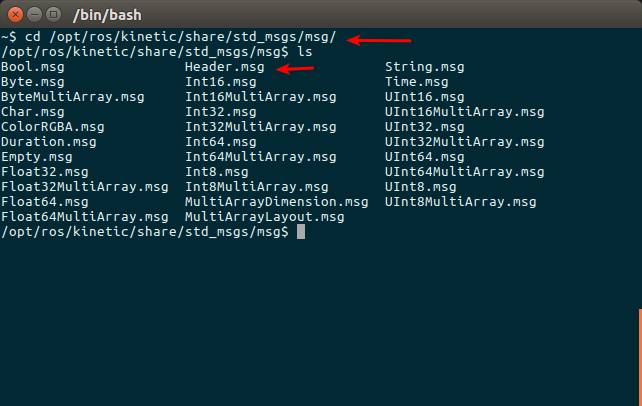 /bin/bash
~$ cd /opt/ros/kinetic/share/std_msgs/msg/
/opt/ros/kinetic/share/std_msgs/msg$ ls
Bool.msg Header.msg String.msg
Byte.msg Int16.msg Time.msg
ByteMultiArray.msg Int16MultiArray.msg UInt16.msg
Char.msg Int32.msg UInt16MultiArray.msg
ColorRGBA.msg Int32MultiArray.msg UInt32.msg
Duration.msg Int64.msg UInt32MultiArray.msg
Empty.msg Int64MultiArray.msg UInt64.msg
Float32.msg Int8.msg UInt64MultiArray.msg
Float32MultiArray.msg Int8MultiArray.msg UInt8.msg
Float64.msg MultiArrayDimension.msg UInt8MultiArray.msg
Float64MultiArray.msg MultiArrayLayout.msg
/opt/ros/kinetic/share/std_msgs/msg$